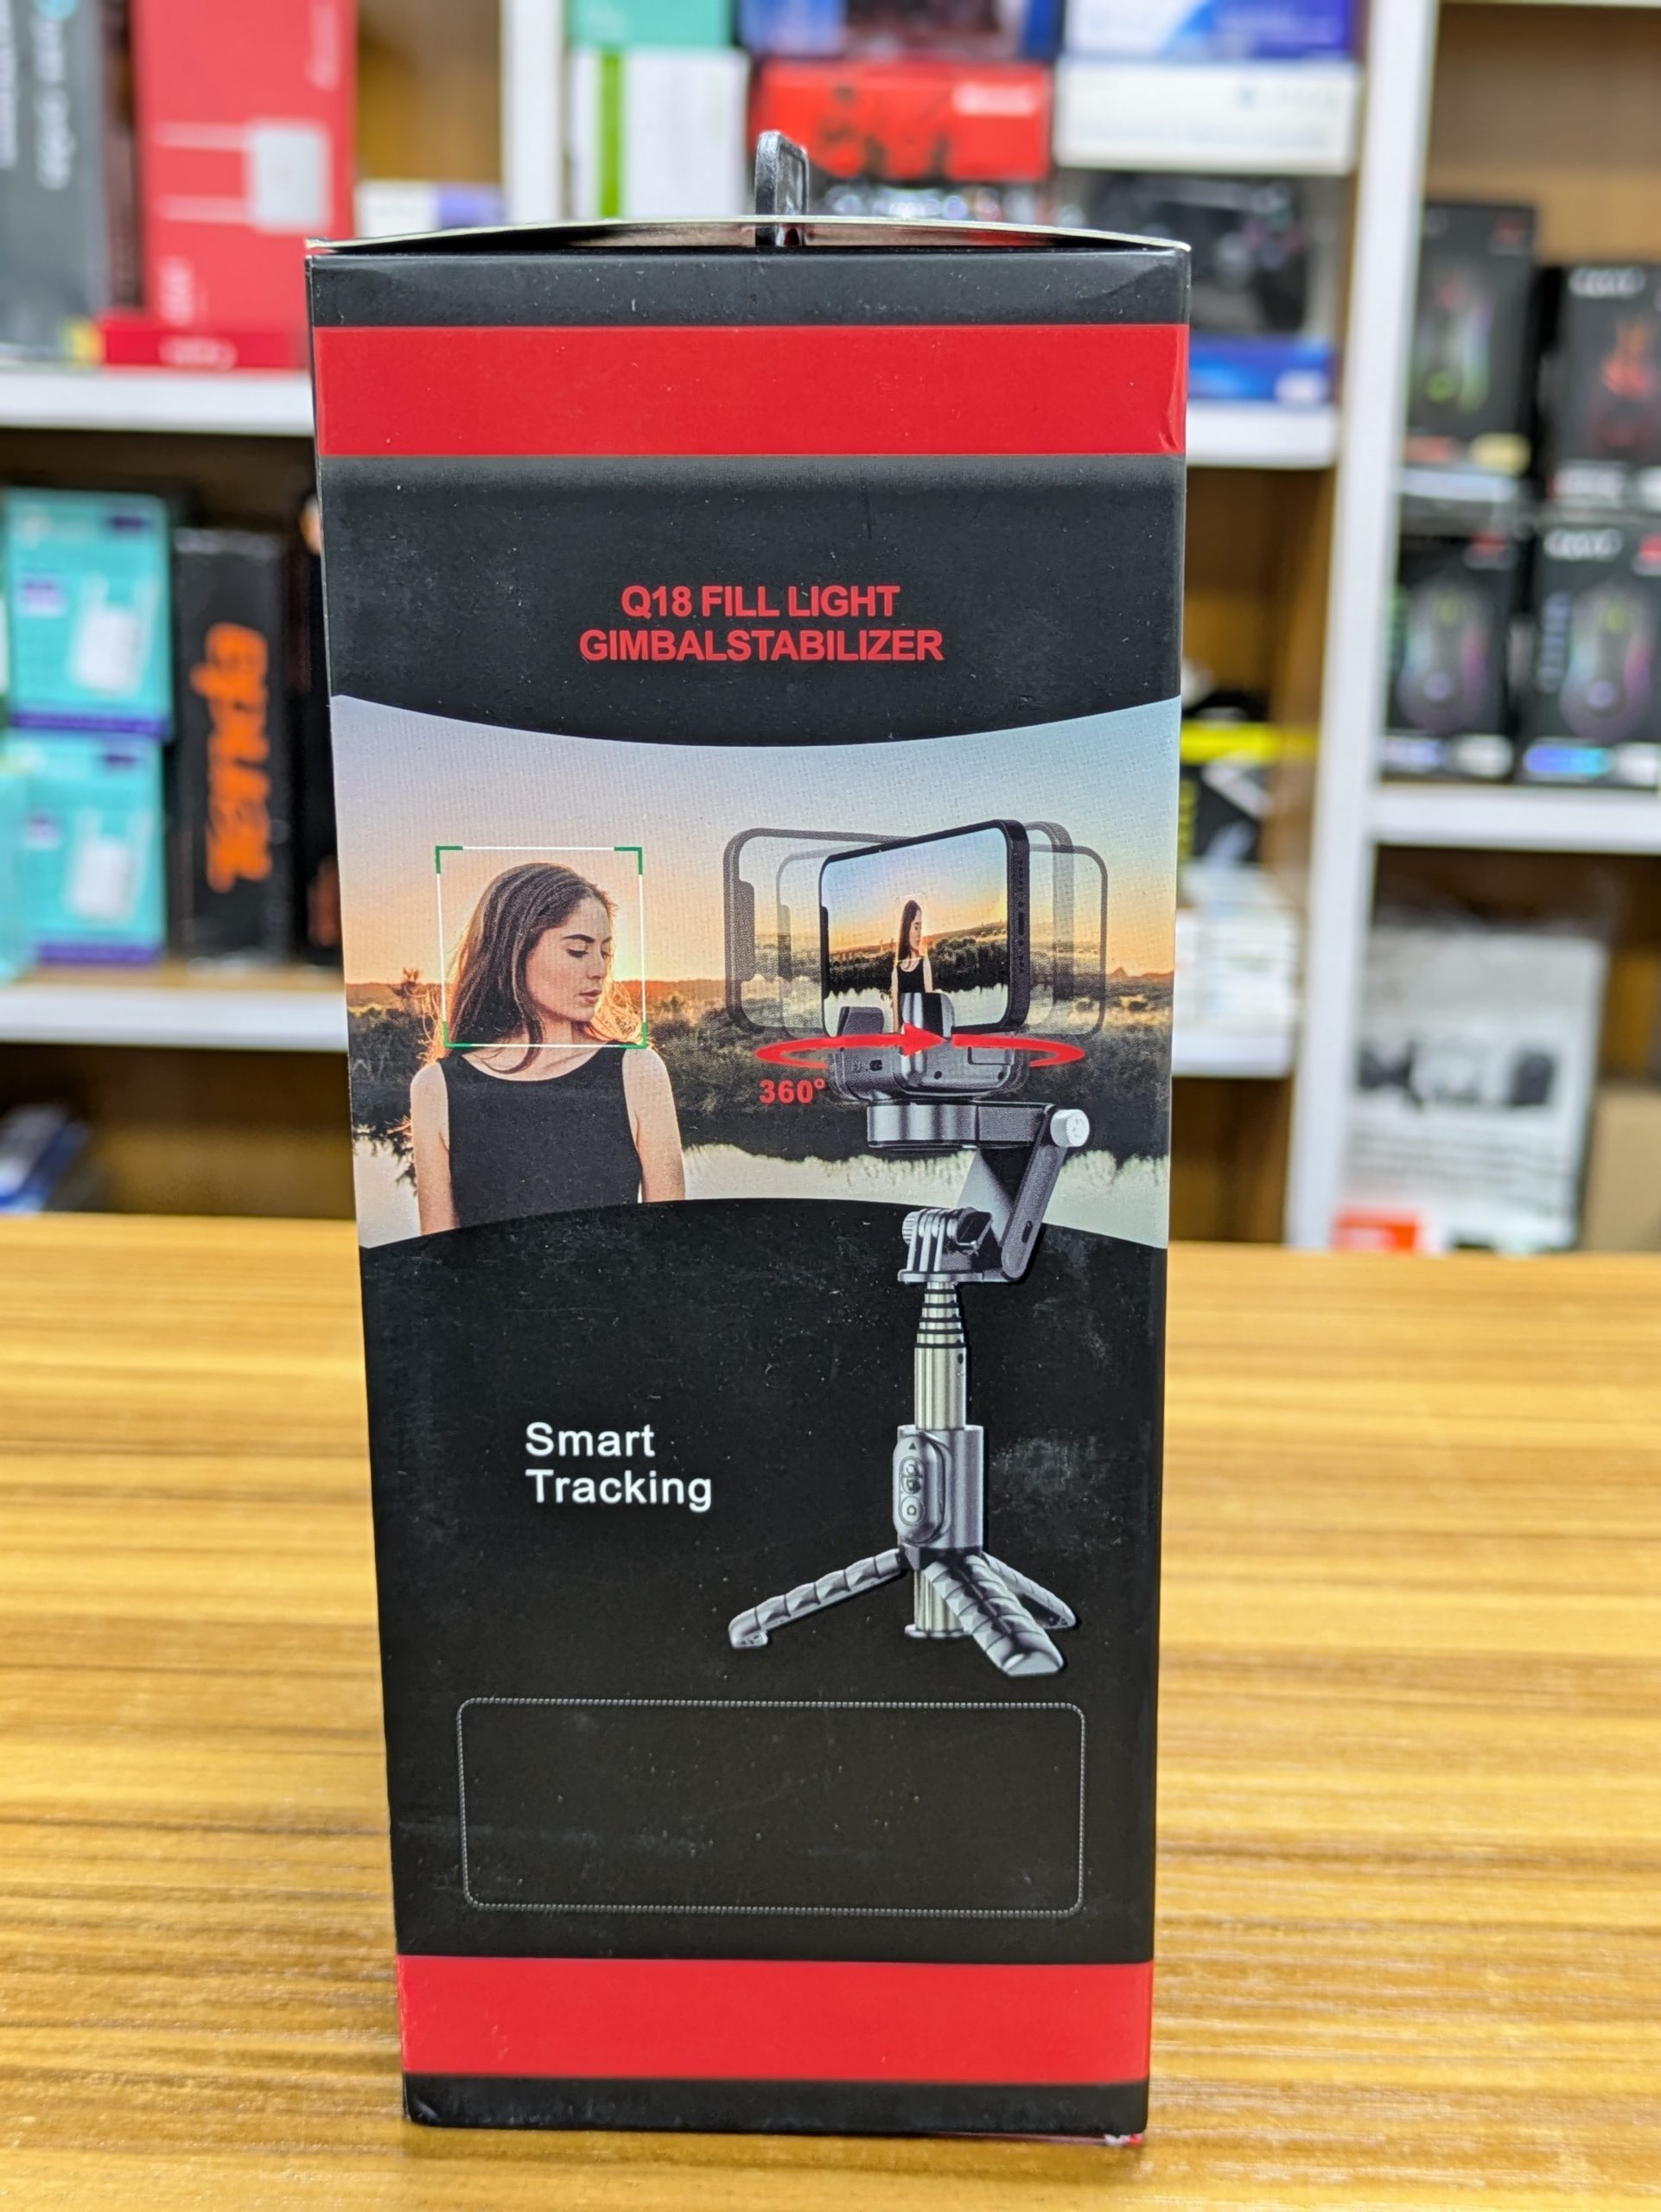 Q18 FILL LIGHT
GIMBALSTABILIZER
360°
Smart
Tracking